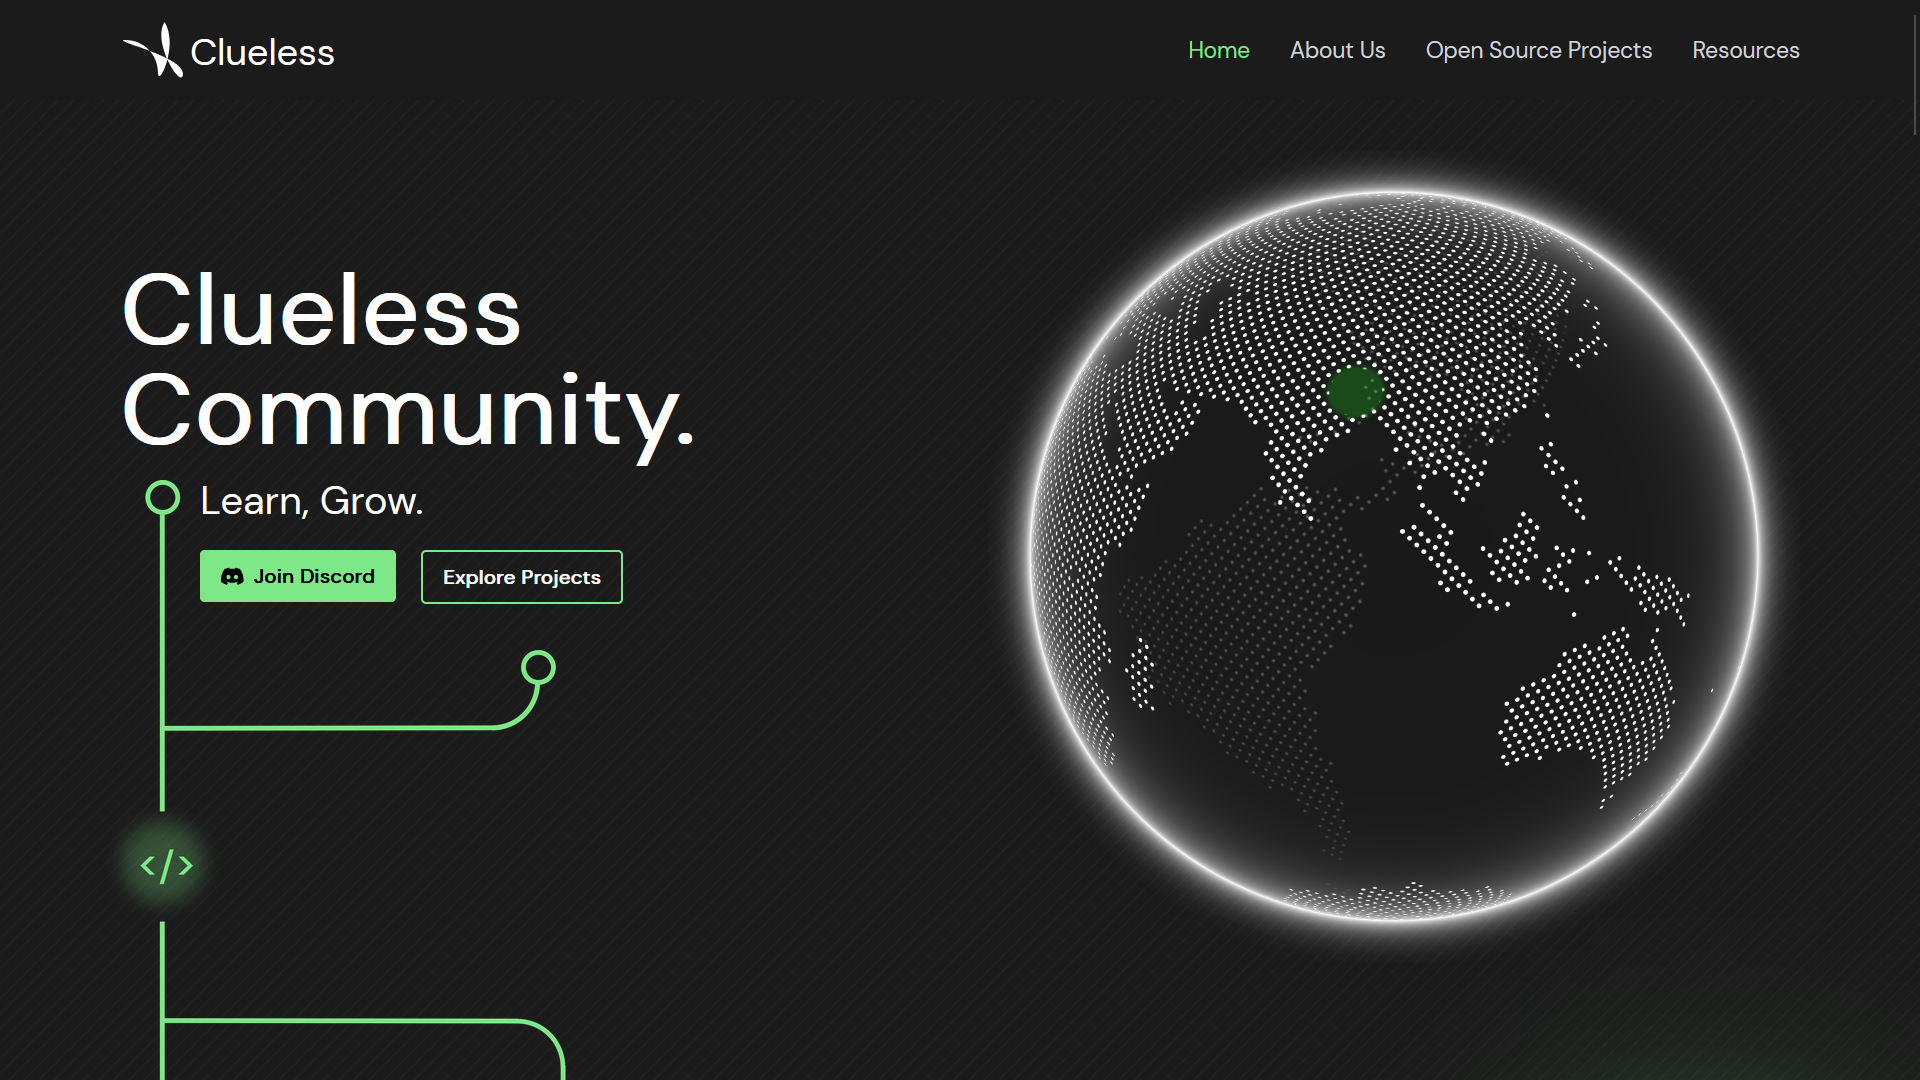 Clueless
Home
About Us
Open Source Projects
Resources
Clueless
Community.
Learn, Grow.
Join Discord
Explore Projects
</>